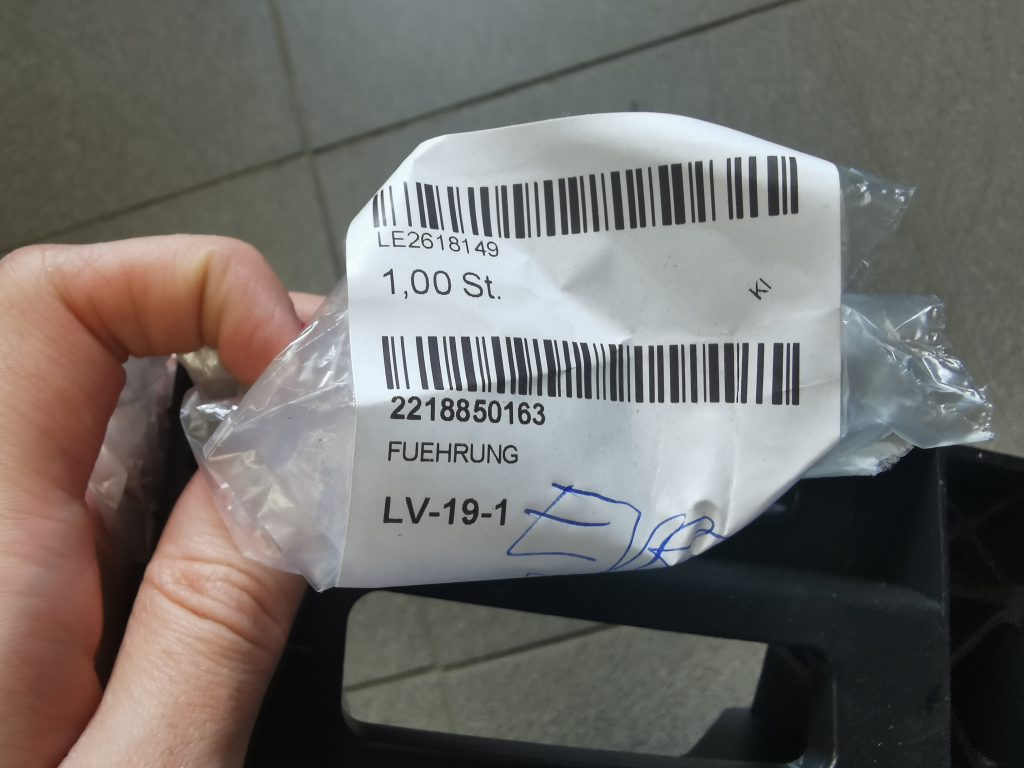 LE2618149
1,00 St.
KI
2218850163
FUEHRUNG
LV-19-1